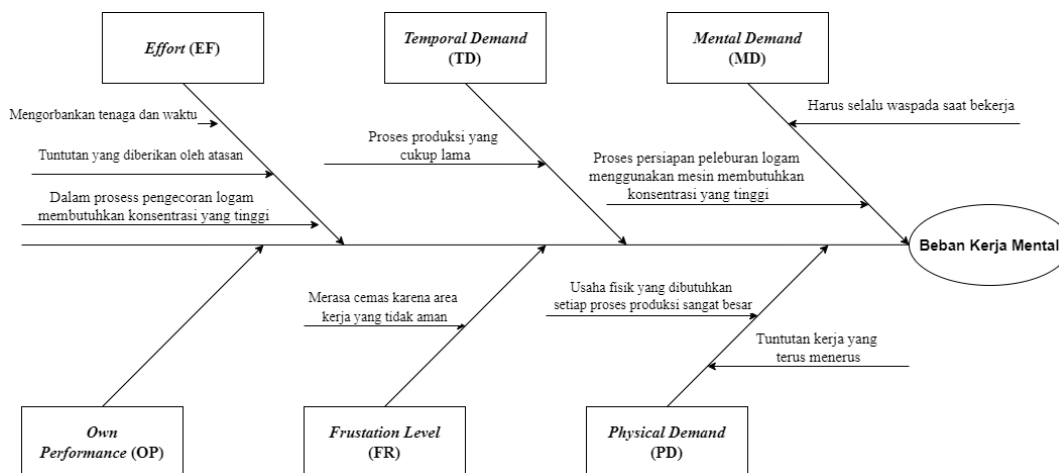 Effort (EF)
Temporal Demand
(TD)
Mental Demand
(MD)
Mengorbankan tenaga dan waktu
Tuntutan yang diberikan oleh atasan
Dalam prosess pengecoran logam
membutuhkan konsentrasi yang tinggi
Proses produksi yang
cukup lama
Harus selalu waspada saat bekerja
Proses persiapan peleburan logam
menggunakan mesin membutuhkan
konsentrasi yang tinggi
Beban Kerja Mental
Merasa cemas karena area
kerja yang tidak aman
Usaha fisik yang dibutuhkan
setiap proses produksi sangat besar
Tuntutan kerja yang
terus menerus
Own
Performance (OP)
Frustation Level
(FR)
Physical Demand
(PD)